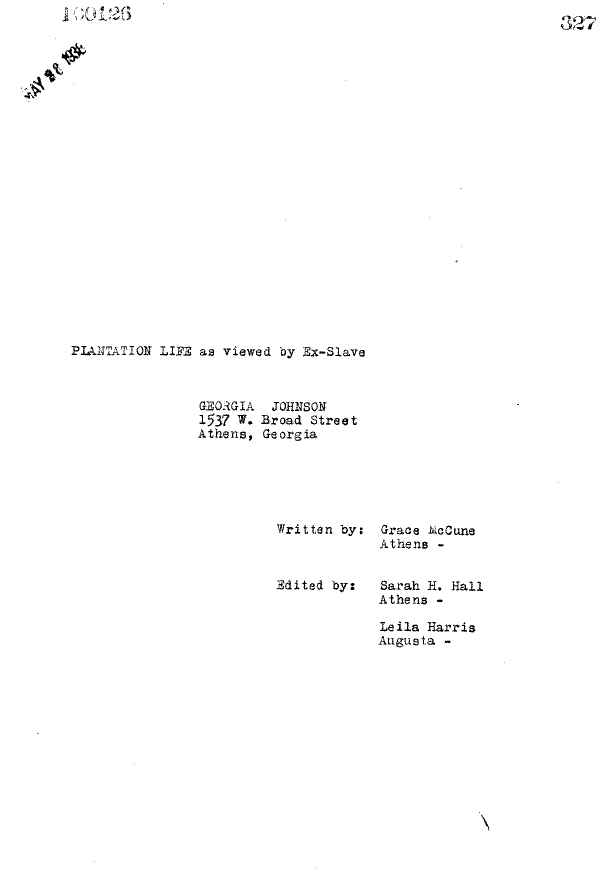 100126
327
MAY 28 1938
PLANTATION LIFE as viewed by Ex-Slave
GEORGIA JOHNSON
1537 W. Broad Street
Athens, Georgia
Written by: Grace McCune
Athens -
Edited by: Sarah H. Hall
Athens -
Leila Harris
Augusta -